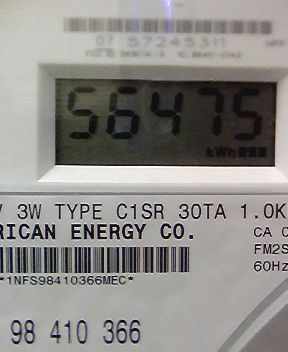 07 57245311
56475
kWh
V 3W TYPE C1SR 30TA 1.0K
RICAN ENERGY CO.
CA
FM2S
60Hz
*1NFS98410366MEC*
98 410 366